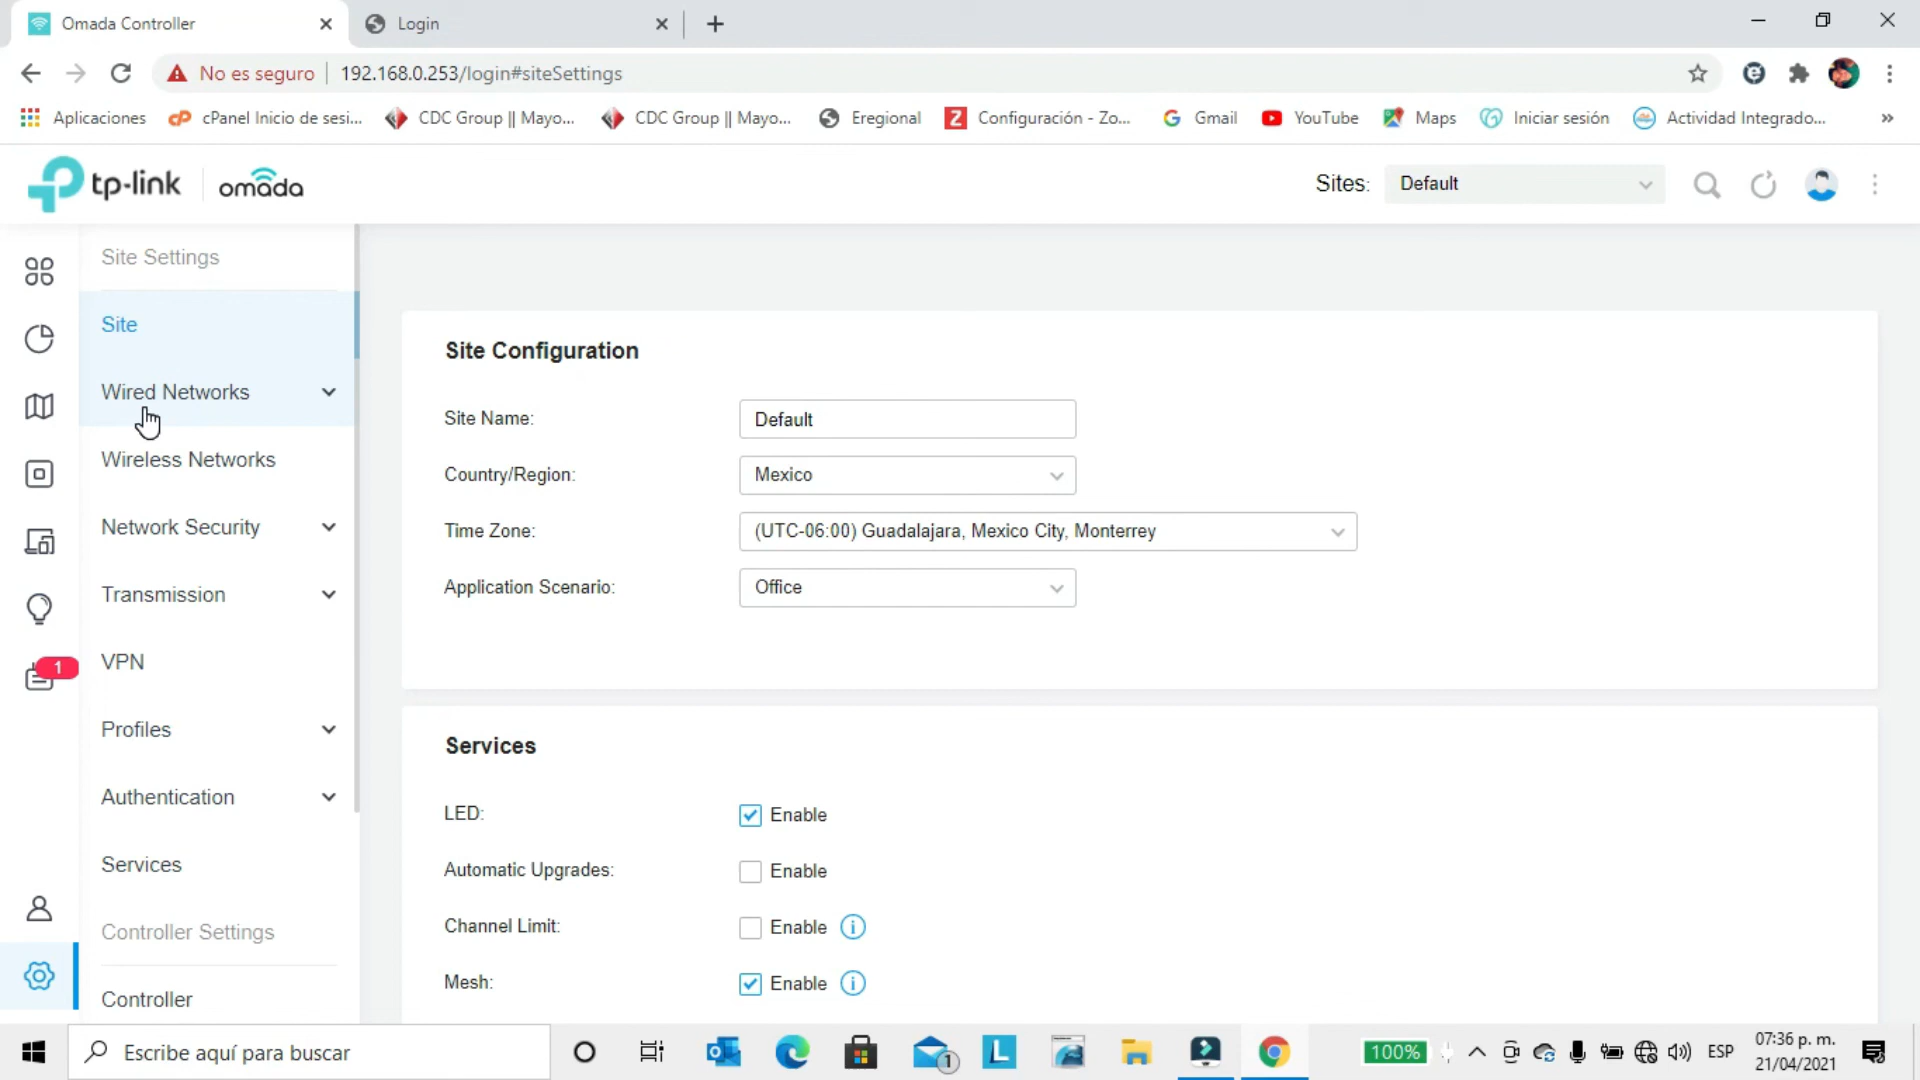 Omada Controller
Login
No es seguro
192.168.0.253/login#siteSettings
Aplicaciones
cPanel Inicio de sesi...
CDC Group || Mayo...
CDC Group || Mayo...
Eregional
Configuración - Zo...
Gmail
YouTube
Maps
Iniciar sesión
Actividad Integrado...
»
tp-link
omada
Sites:
Default
Site Settings
Site
Wired Networks
Wireless Networks
Network Security
Transmission
VPN
1
Profiles
Authentication
Services
Controller Settings
Controller
Site Configuration
Site Name:
Default
Country/Region:
Mexico
Time Zone:
(UTC-06:00) Guadalajara, Mexico City, Monterrey
Application Scenario:
Office
Services
LED:
Enable
Automatic Upgrades:
Enable
Channel Limit:
Enable
Mesh:
Enable
Escribe aquí para buscar
1
100%
ESP
07:36 p. m.
21/04/2021